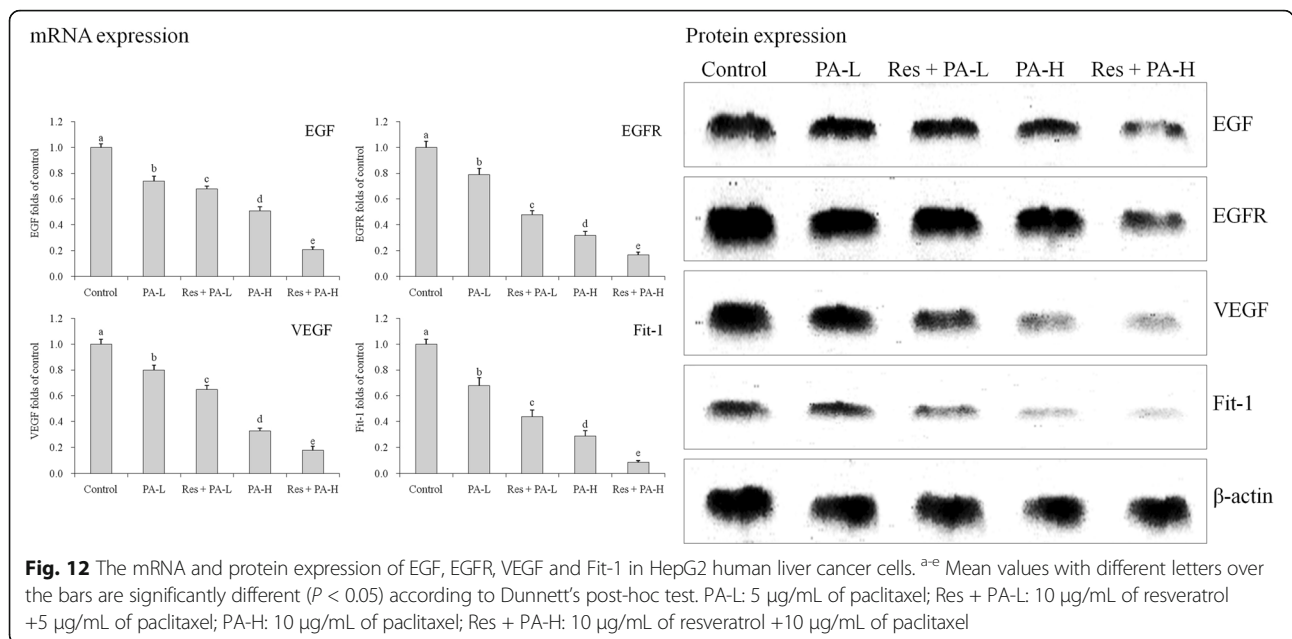 mRNA expression
EGF
EGF folds of control
1.2
1.0
0.8
0.6
0.4
0.2
0.0
a
b
c
d
e
Control PA-L Res + PA-L PA-H Res + PA-H
EGFR
EGFR folds of control
1.2
1.0
0.8
0.6
0.4
0.2
0.0
a
b
c
d
e
Control PA-L Res + PA-L PA-H Res + PA-H
VEGF
VEGF folds of control
1.2
1.0
0.8
0.6
0.4
0.2
0.0
a
b
c
d
e
Control PA-L Res + PA-L PA-H Res + PA-H
Fit-1
Fit-1 folds of control
1.2
1.0
0.8
0.6
0.4
0.2
0.0
a
b
c
d
e
Control PA-L Res + PA-L PA-H Res + PA-H
Protein expression
Control PA-L Res + PA-L PA-H Res + PA-H
EGF
EGFR
VEGF
Fit-1
β-actin
Fig. 12 The mRNA and protein expression of EGF, EGFR, VEGF and Fit-1 in HepG2 human liver cancer cells. a-e Mean values with different letters over
the bars are significantly different (P < 0.05) according to Dunnett's post-hoc test. PA-L: 5 μg/mL of paclitaxel; Res + PA-L: 10 μg/mL of resveratrol
+5 μg/mL of paclitaxel; PA-H: 10 μg/mL of paclitaxel; Res + PA-H: 10 μg/mL of resveratrol +10 μg/mL of paclitaxel